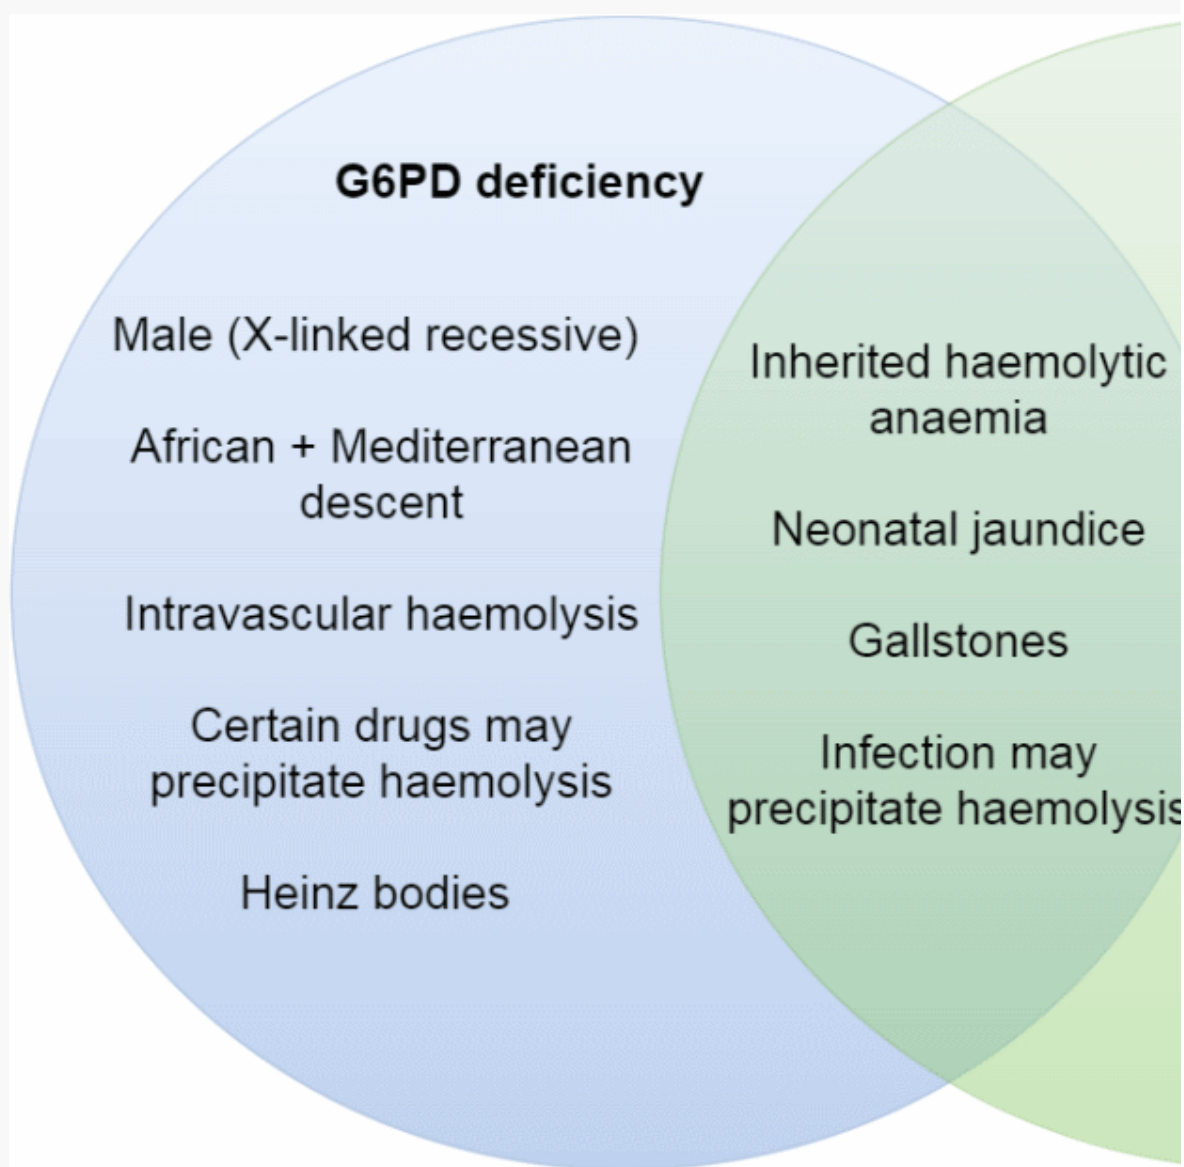 G6PD deficiency
Male (X-linked recessive)
African + Mediterranean
descent
Intravascular haemolysis
Certain drugs may
precipitate haemolysis
Heinz bodies
Inherited haemolytic
anaemia
Neonatal jaundice
Gallstones
Infection may
precipitate haemolysis